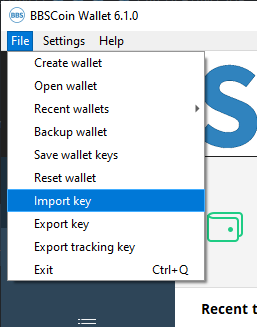 BBS BBSCoin Wallet 6.1.0
File Settings Help
Create wallet
Open wallet
Recent wallets
Backup wallet
Save wallet keys
Reset wallet
Import key
Export key
Export tracking key
Exit Ctrl+Q
S
Recent t